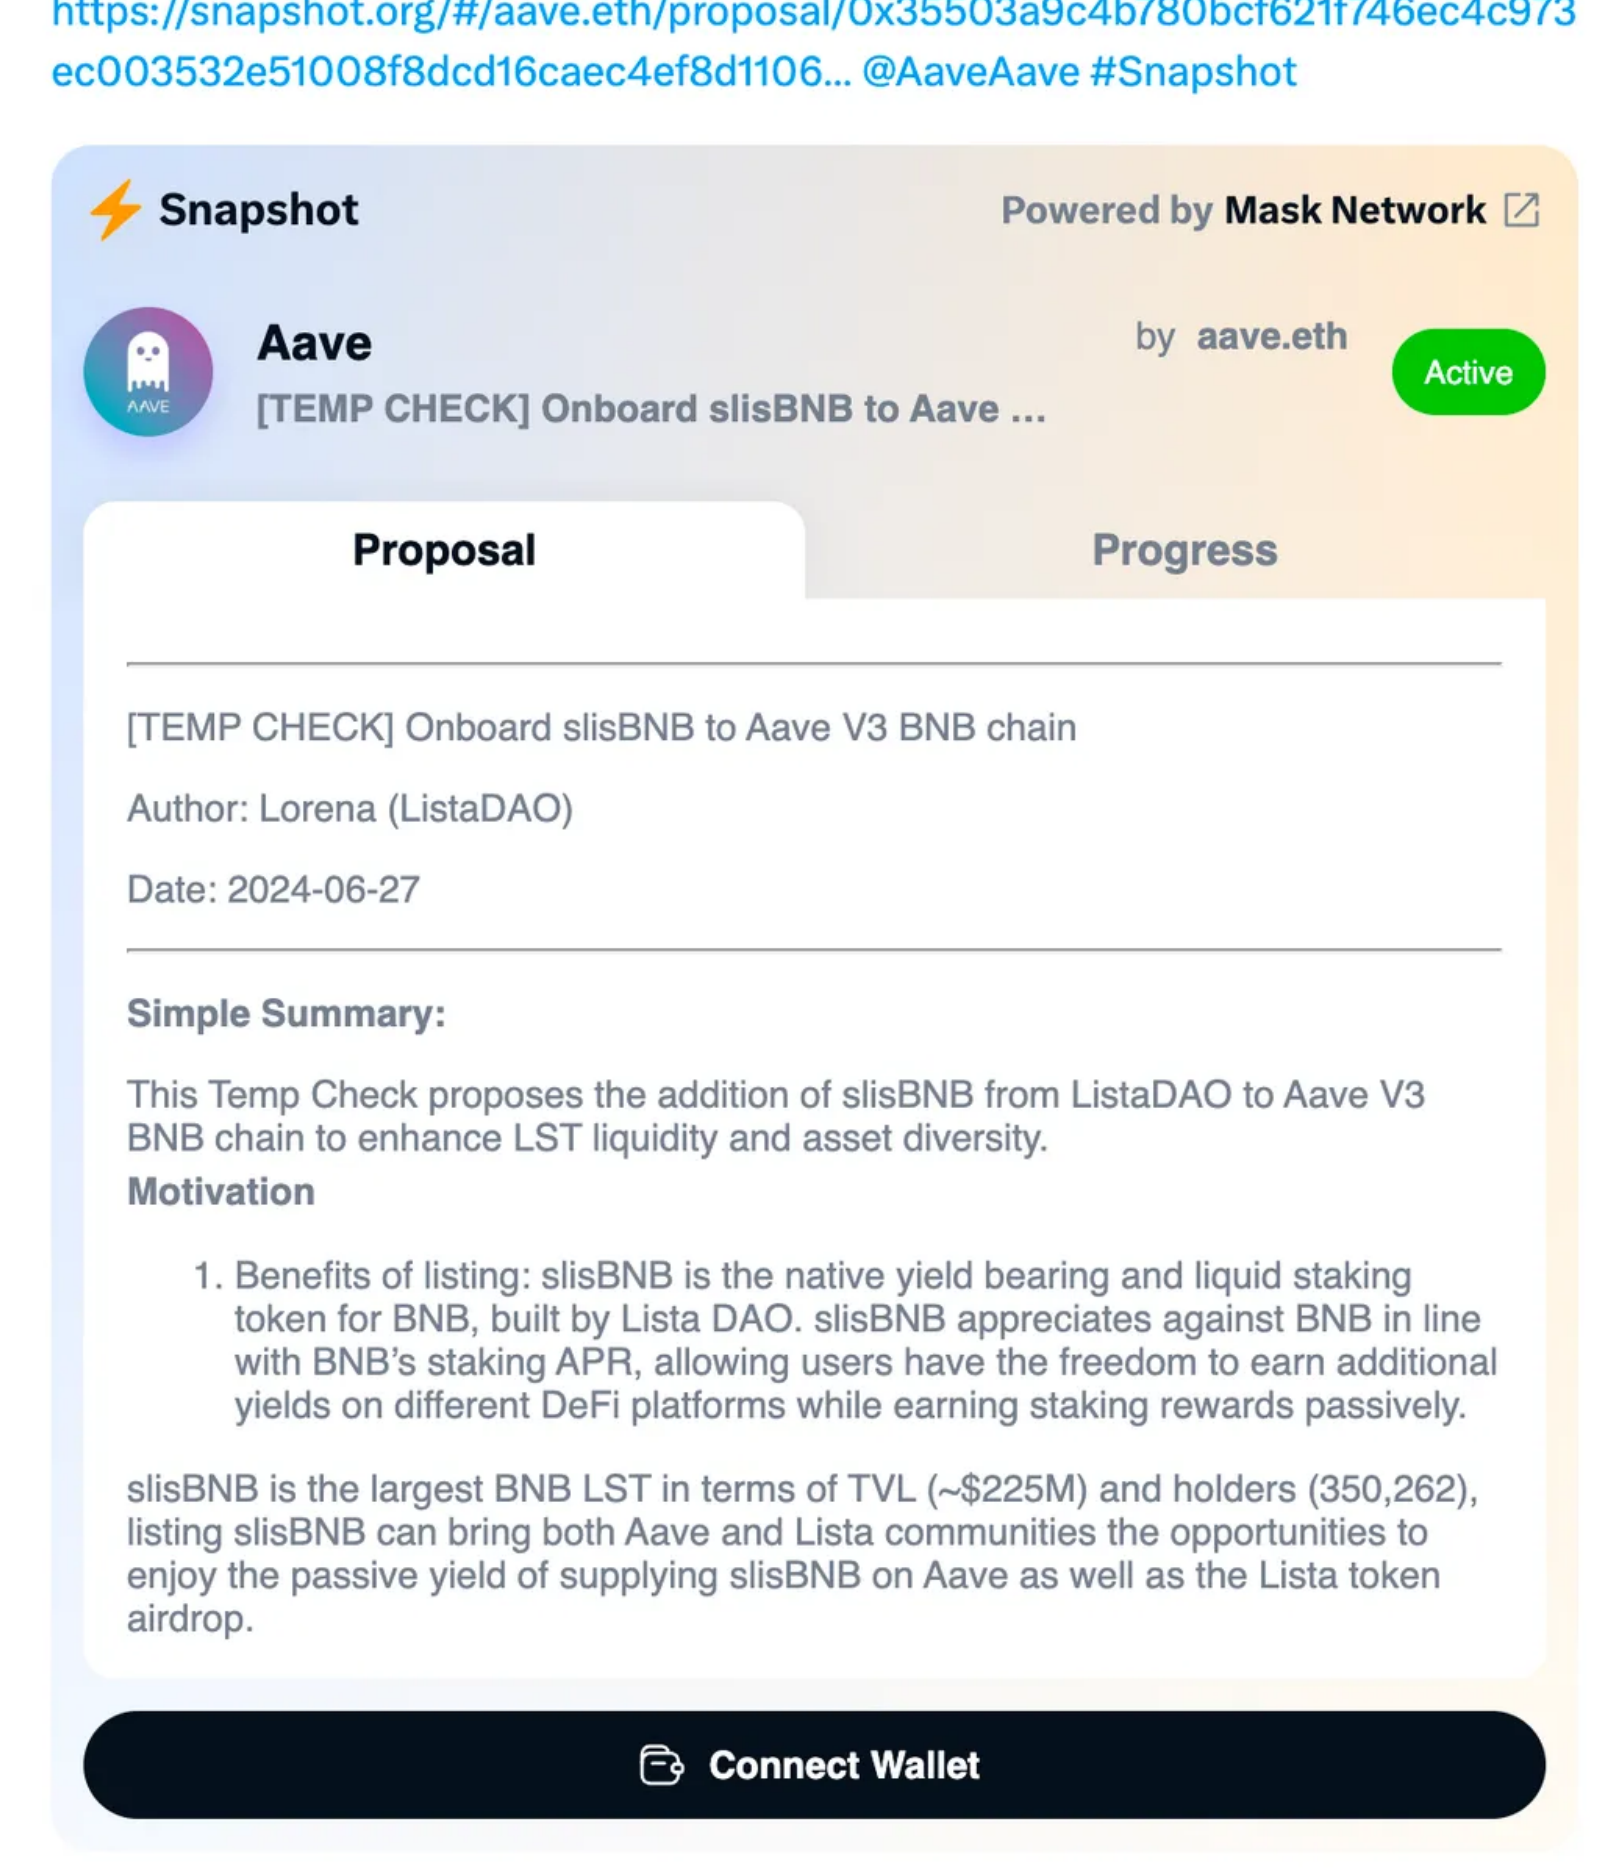 https://snapshot.org/#/aave.eth/proposal/0x35503a9c4b780bcf621f746ec4c973
ec003532e51008f8dcd16caec4ef8d1106... @AaveAave #Snapshot
Snapshot
Powered by Mask Network
AAVE
Aave
by aave.eth
Active
[TEMP CHECK] Onboard slisBNB to Aave ...
Proposal
Progress
[TEMP CHECK] Onboard slisBNB to Aave V3 BNB chain
Author: Lorena (ListaDAO)
Date: 2024-06-27
Simple Summary:
This Temp Check proposes the addition of slisBNB from ListaDAO to Aave V3
BNB chain to enhance LST liquidity and asset diversity.
Motivation
1. Benefits of listing: slisBNB is the native yield bearing and liquid staking
token for BNB, built by Lista DAO. slisBNB appreciates against BNB in line
with BNB’s staking APR, allowing users have the freedom to earn additional
yields on different DeFi platforms while earning staking rewards passively.
slisBNB is the largest BNB LST in terms of TVL (~$225M) and holders (350,262),
listing slisBNB can bring both Aave and Lista communities the opportunities to
enjoy the passive yield of supplying slisBNB on Aave as well as the Lista token
airdrop.
Connect Wallet